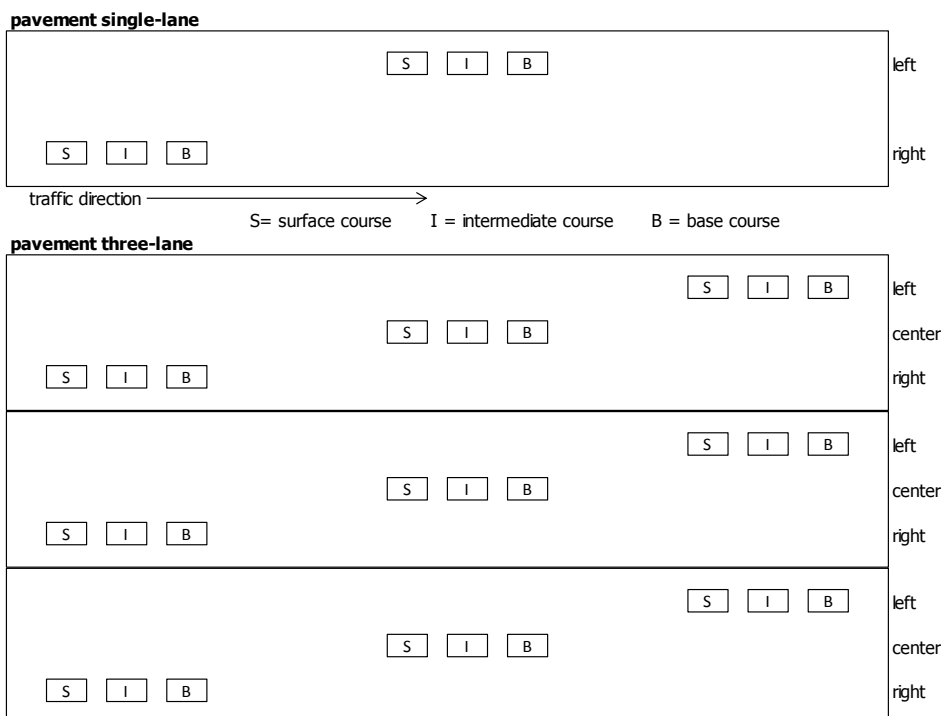 pavement single-lane
S I B left
S I B right
traffic direction
S= surface course I = intermediate course B = base course
pavement three-lane
S I B left
S I B center
S I B right
S I B left
S I B center
S I B right
S I B left
S I B center
S I B right